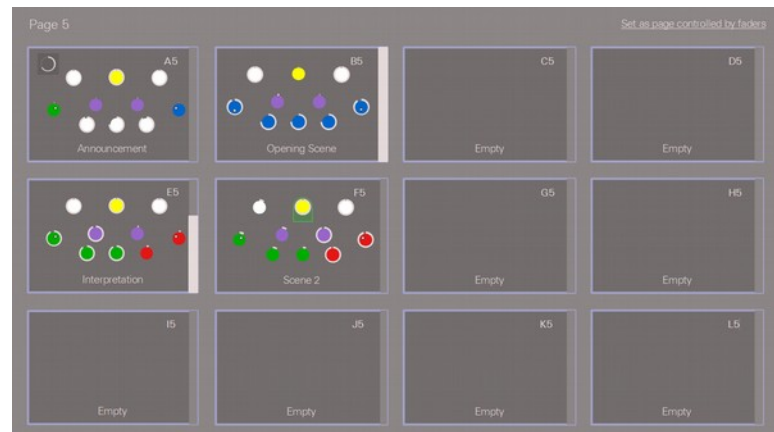 Page 5
Set as page controlled by faders
A5
Announcement
B5
Opening Scene
C5
Empty
D5
Empty
E5
Interpretation
F5
Scene 2
G5
Empty
H5
Empty
I5
Empty
J5
Empty
K5
Empty
L5
Empty